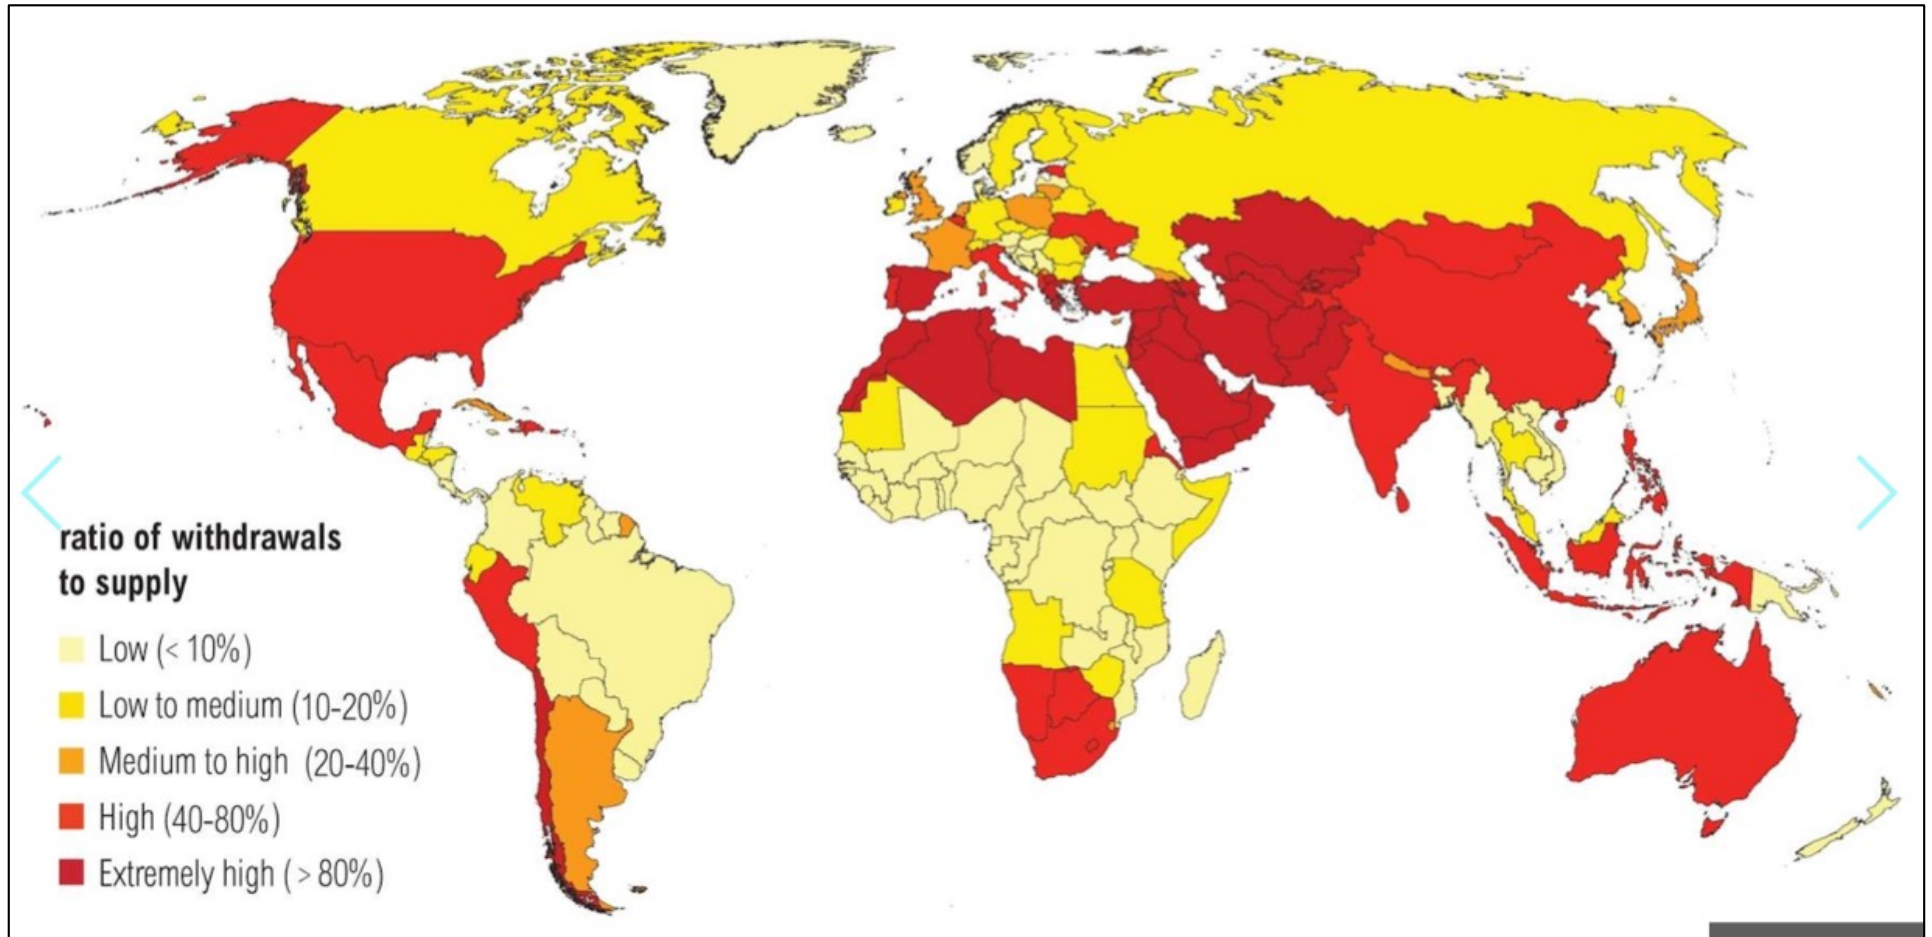 ratio of withdrawals
to supply
Low (< 10%)
Low to medium (10-20%)
Medium to high (20-40%)
High (40-80%)
Extremely high (> 80%)